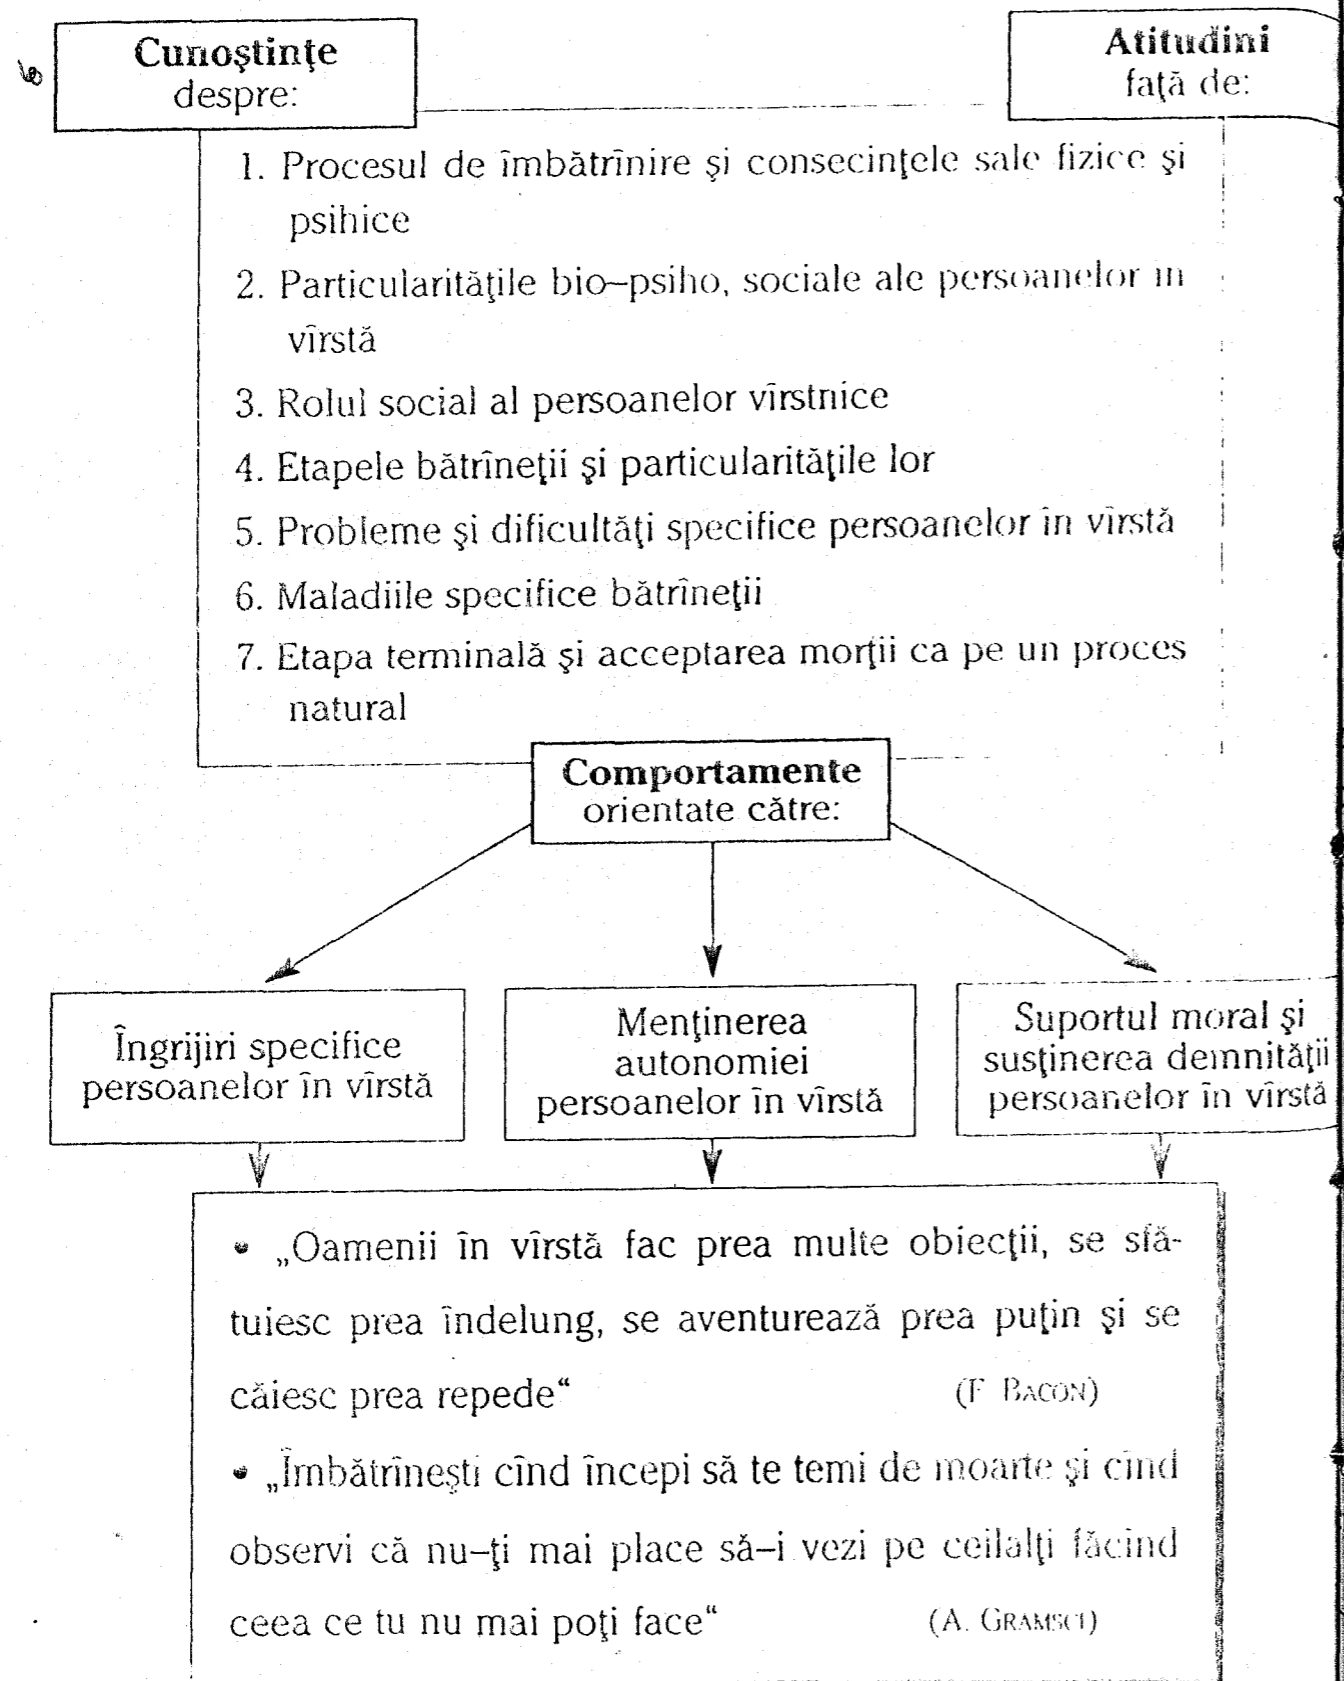 Cunoştinţe
despre:
Atitudini
faţă de:
1. Procesul de îmbătrînire şi consecinţele sale fizice şi
psihice
2. Particularităţile bio–psiho, sociale ale persoanelor în
vîrstă
3. Rolul social al persoanelor vîrstnice
4. Etapele bătrîneţii şi particularităţile lor
5. Probleme şi dificultăţi specifice persoanelor în vîrstă
6. Maladiile specifice bătrîneţii
7. Etapa terminală şi acceptarea morţii ca pe un proces
natural
Comportamente
orientate către:
Îngrijiri specifice
persoanelor în vîrstă
Menţinerea
autonomiei
persoanelor în vîrstă
Suportul moral şi
susţinerea demnităţii
persoanelor în vîrstă
• „Oamenii în vîrstă fac prea multe obiecţii, se sfă-
tuiesc prea îndelung, se aventurează prea puţin şi se
căiesc prea repede“ (F. BACON)
• „Îmbătrîneşti cînd începi să te temi de moarte şi cînd
observi că nu–ţi mai place să–i vezi pe ceilalţi făcînd
ceea ce tu nu mai poţi face“ (A. GRAMSCI)